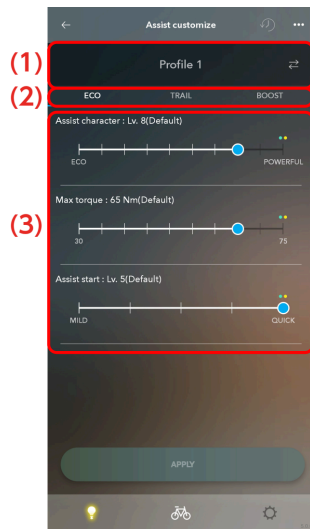 Assist customize
(1)
Profile 1
(2)
ECO TRAIL BOOST
(3)
Assist character : Lv. 8(Default)
ECO POWERFUL
Max torque : 65 Nm(Default)
30 75
Assist start : Lv. 5(Default)
MILD QUICK
APPLY